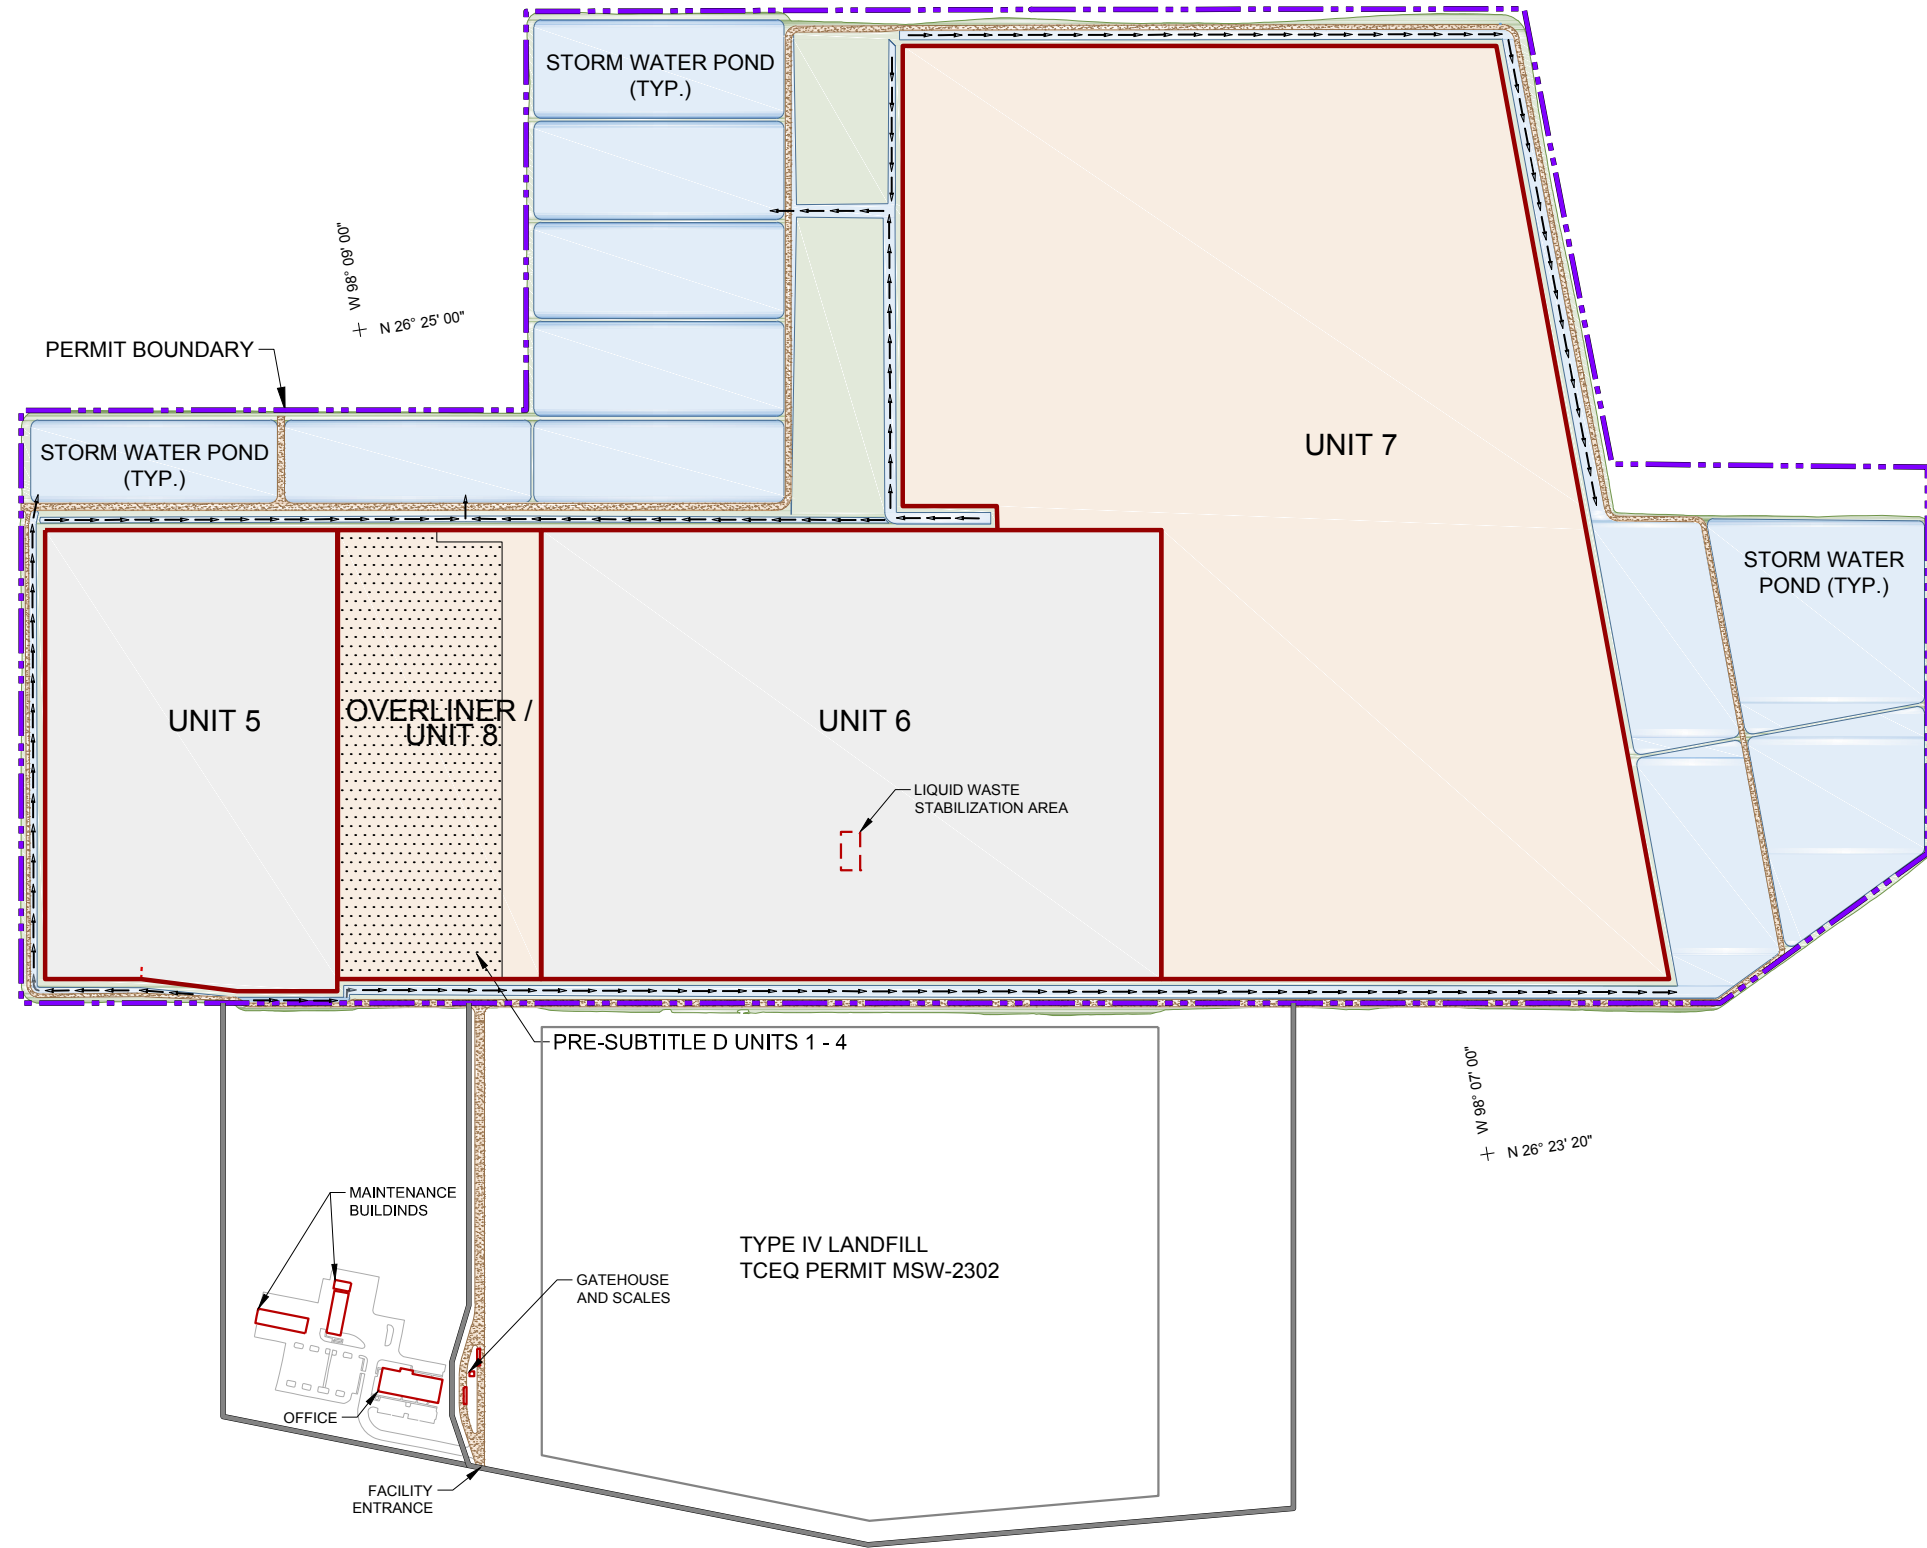 STORM WATER POND
(TYP.)
W 98° 09' 00"
N 26° 25' 00"
PERMIT BOUNDARY
STORM WATER POND
(TYP.)
UNIT 7
STORM WATER
POND (TYP.)
UNIT 5
OVERLINER /
UNIT 8
UNIT 6
LIQUID WASTE
STABILIZATION AREA
PRE-SUBTITLE D UNITS 1 - 4
W 98° 07' 00"
N 26° 23' 20"
MAINTENANCE
BUILDINDS
TYPE IV LANDFILL
TCEQ PERMIT MSW-2302
GATEHOUSE
AND SCALES
OFFICE
FACILITY
ENTRANCE